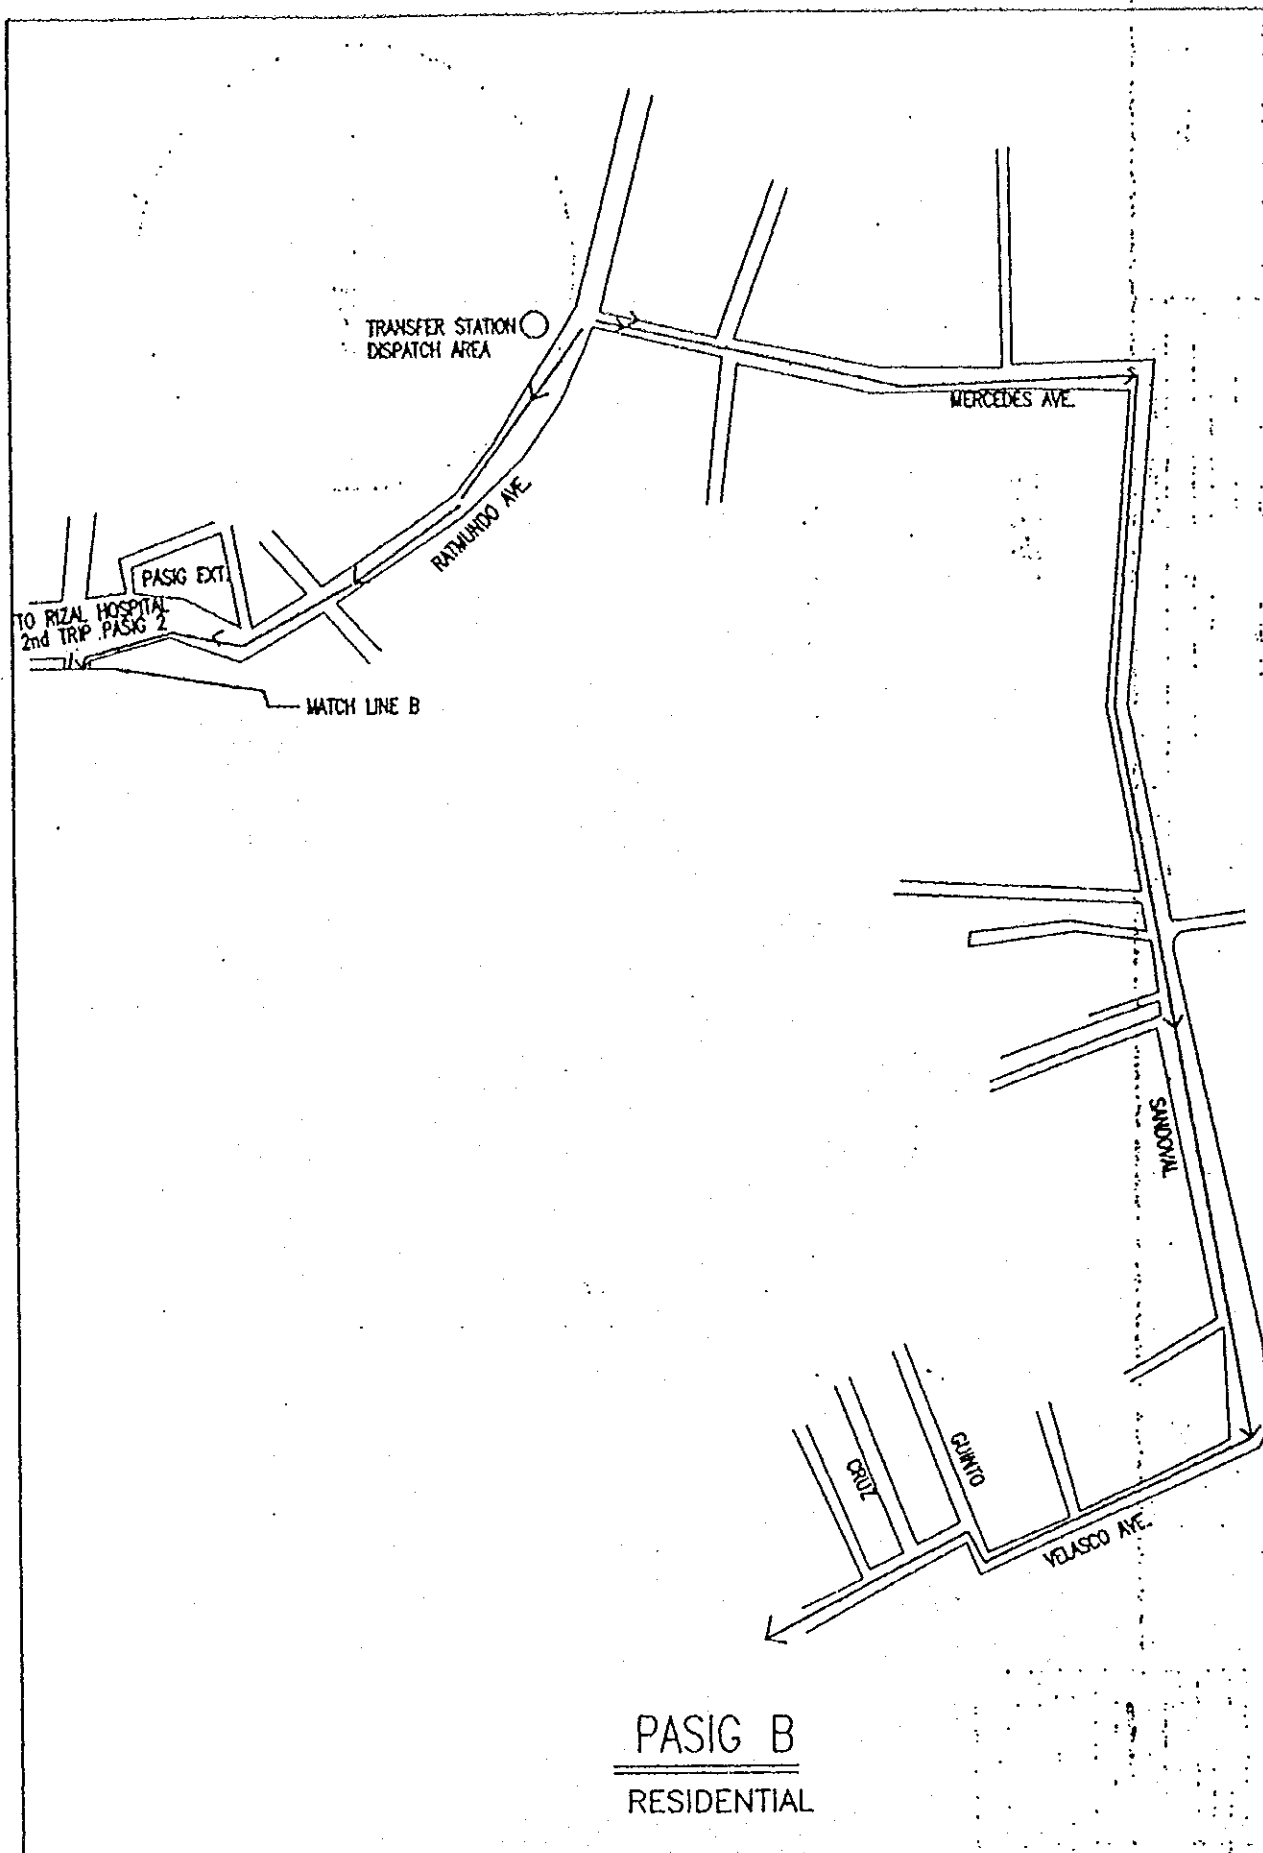 TRANSFER STATION
DISPATCH AREA
MERCEDES AVE.
RAYMUNDO AVE.
PASIG EXT.
TO RIZAL HOSPITAL
2nd TRIP PASIG 2
MATCH LINE B
SANDOVAL
GUINTO
CRUZ
VELASCO AVE.
PASIG B
RESIDENTIAL